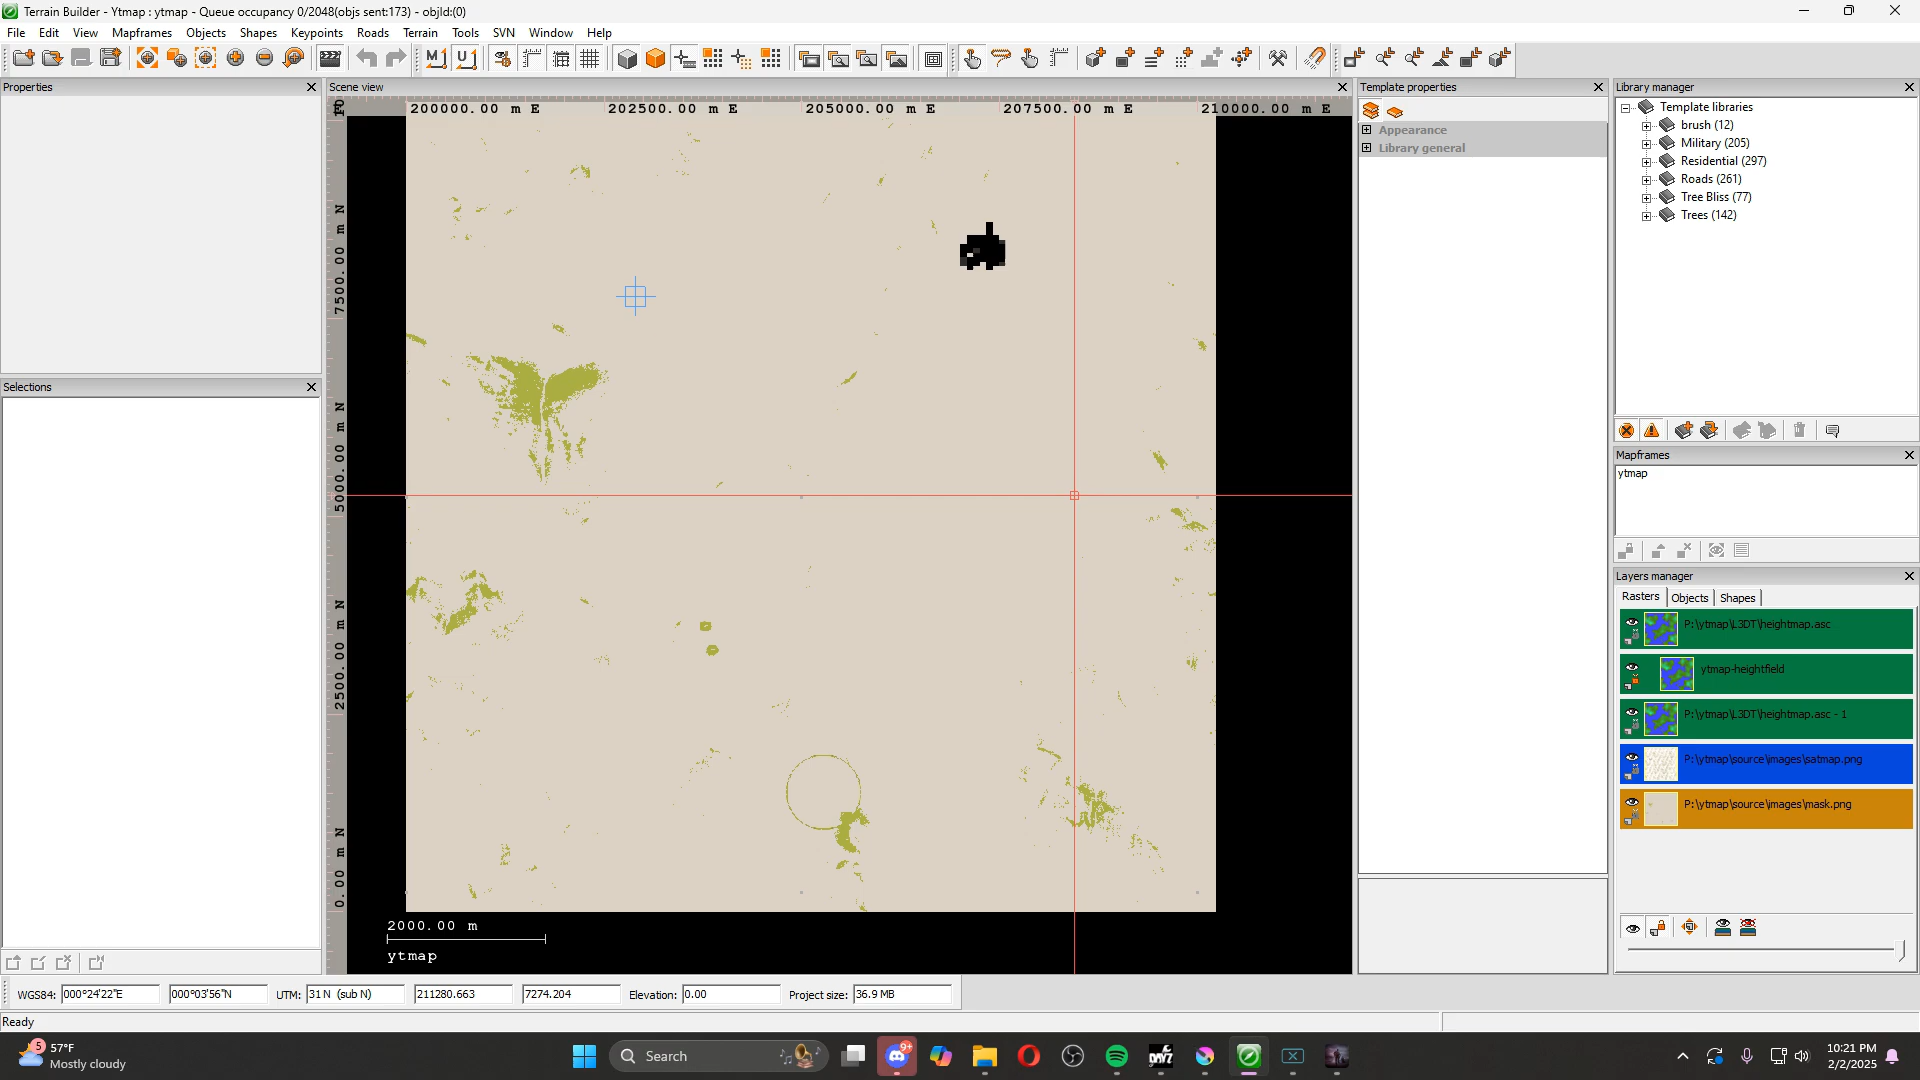 Terrain Builder - Ytmap : ytmap - Queue occupancy 0/2048(objs sent:173) - objId:(0)
File Edit View Mapframes Objects Shapes Keypoints Roads Terrain Tools SVN Window Help
Properties
Scene view
Template properties
Library manager
200000.00 m E 202500.00 m E 205000.00 m E 207500.00 m E 210000.00 m E
Template libraries
brush (12)
Military (205)
Residential (297)
Roads (261)
Tree Bliss (77)
Trees (142)
Appearance
Library general
7500.00 m N
5000.00 m N
2500.00 m N
0.00 m N
Selections
Mapframes
ytmap
Layers manager
Rasters Objects Shapes
P:\ytmap\L3DT\heightmap.asc
ytmap-heightfield
P:\ytmap\L3DT\heightmap.asc - 1
P:\ytmap\source\images\satmap.png
P:\ytmap\source\images\mask.png
2000.00 m
ytmap
WGS84: 000°24'22"E 000°03'56"N UTM: 31 N (sub N) 211280.663 7274.204 Elevation: 0.00 Project size: 36.9 MB
Ready
5
57°F
Mostly cloudy
Search
9+
DAYZ
10:21 PM
2/2/2025